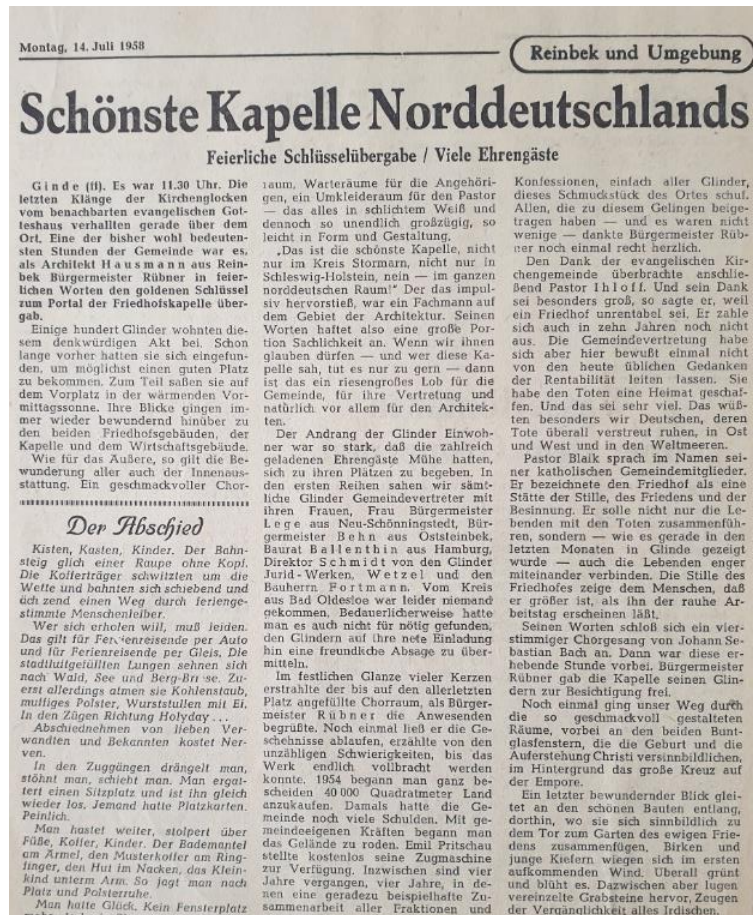 Montag, 14. Juli 1958
Reinbek und Umgebung
Schönste Kapelle Norddeutschlands
Feierliche Schlüsselübergabe / Viele Ehrengäste
Ginde (ff). Es war 11.30 Uhr. Die
letzten Klänge der Kirchenglocken
vom benachbarten evangelischen Got-
teshaus verhallten gerade über dem
Ort. Eine der bisher wohl bedeuten-
sten Stunden der Gemeinde war es,
als Architekt Hausmann aus Rein-
bek Bürgermeister Rübner in feier-
lichen Worten den goldenen Schlüssel
zum Portal der Friedhofskapelle über-
gab.
Einige hundert Glinder wohnten die-
sem denkwürdigen Akt bei. Schon
lange vorher hatten sie sich eingefun-
den, um möglichst einen guten Platz
zu bekommen. Zum Teil saßen sie auf
dem Vorplatz in der wärmenden Vor-
mittagssonne. Ihre Blicke gingen im-
mer wieder bewundernd hinüber zu
den beiden Friedhofsgebäuden, der
Kapelle und dem Wirtschaftsgebäude.
Wie für das Äußere, so gilt die Be-
wunderung aller auch der Innenaus-
stattung. Ein geschmackvoller Chor-
raum, Warteräume für die Angehöri-
gen, ein Umkleideraum für den Pastor
— das alles in schlichtem Weiß und
dennoch so unendlich großzügig, so
leicht in Form und Gestaltung.
„Das ist die schönste Kapelle, nicht
nur im Kreis Stormarn, nicht nur in
Schleswig-Holstein, nein — im ganzen
norddeutschen Raum!" Der das impul-
siv hervorstieß, war ein Fachmann auf
dem Gebiet der Architektur. Seinen
Worten haftet also eine große Por-
tion Sachlichkeit an. Wenn wir ihnen
glauben dürfen — und wer diese Ka-
pelle sah, tut es nur zu gern — dann
ist das ein riesengroßes Lob für die
Gemeinde, für ihre Vertretung und
natürlich vor allem für den Architek-
ten.
Der Andrang der Glinder Einwoh-
ner war so stark, daß die zahlreich
geladenen Ehrengäste Mühe hatten,
sich zu ihren Plätzen zu begeben. In
den ersten Reihen sahen wir sämt-
liche Glinder Gemeindevertreter mit
ihren Frauen, Frau Bürgermeister
Lege aus Neu-Schönningstedt, Bür-
germeister Behn aus Oststeinbek,
Baurat Ballenthin aus Hamburg,
Direktor Schmidt von den Glinder
Jurid-Werken, Wetzel und den
Bauherrn Fortmann. Vom Kreis
aus Bad Oldesloe war leider niemand
gekommen. Bedauerlicherweise hatte
man es auch nicht für nötig gefunden,
den Glindern auf ihre nete Einladung
hin eine freundliche Absage zu über-
mitteln.
Im festlichen Glanze vieler Kerzen
erstrahlte der bis auf den allerletzten
Platz angefüllte Chorraum, als Bürger-
meister Rübner die Anwesenden
begrüßte. Noch einmal ließ er die Ge-
schehnisse ablaufen, erzählte von den
unzähligen Schwierigkeiten, bis das
Werk endlich vollbracht werden
konnte. 1954 begann man ganz be-
scheiden 40 000 Quadratmeter Land
anzukaufen. Damals hatte die Ge-
meinde noch viele Schulden. Mit ge-
meindeeigenen Kräften begann man
das Gelände zu roden. Emil Pritschau
stellte kostenlos seine Zugmaschine
zur Verfügung. Inzwischen sind vier
Jahre vergangen, vier Jahre, in de-
nen eine geradezu beispielhafte Zu-
sammenarbeit aller Fraktionen und
Konfessionen, einfach aller Glinder,
dieses Schmuckstück des Ortes schuf.
Allen, die zu diesem Gelingen beige-
tragen haben — und es waren nicht
wenige — dankte Bürgermeister Rüb-
ner noch einmal recht herzlich.
Den Dank der evangelischen Kir-
chengemeinde überbrachte anschlie-
ßend Pastor Ihloff. Und sein Dank
sei besonders groß, so sagte er, weil
ein Friedhof unrentabel sei. Er zahle
sich auch in zehn Jahren noch nicht
aus. Die Gemeindevertretung habe
sich aber hier bewußt einmal nicht
von den heute üblichen Gedanken
der Rentabilität leiten lassen. Sie
habe den Toten eine Heimat geschaf-
fen. Und das sei sehr viel. Das wüß-
ten besonders wir Deutschen, deren
Tote überall verstreut ruhen, in Ost
und West und in den Weltmeeren.
Pastor Blaik sprach im Namen sei-
ner katholischen Gemeindemitglieder.
Er bezeichnete den Friedhof als eine
Stätte der Stille, des Friedens und der
Besinnung. Er solle nicht nur die Le-
benden mit den Toten zusammenfüh-
ren, sondern — wie es gerade in den
letzten Monaten in Glinde gezeigt
wurde — auch die Lebenden enger
miteinander verbinden. Die Stille des
Friedhofes zeige dem Menschen, daß
er größer ist, als ihn der rauhe Ar-
beitstag erscheinen läßt.
Seinen Worten schloß sich ein vier-
stimmiger Chorgesang von Johann Se-
bastian Bach an. Dann war diese er-
hebende Stunde vorbei. Bürgermeister
Rübner gab die Kapelle seinen Glin-
dern zur Besichtigung frei.
Noch einmal ging unser Weg durch
die so geschmackvoll gestalteten
Räume, vorbei an den beiden Bunt-
glasfenstern, die die Geburt und die
Auferstehung Christi versinnbildlichen,
im Hintergrund das große Kreuz auf
der Empore.
Ein letzter bewundernder Blick glei-
tet an den schönen Bauten entlang,
dorthin, wo sie sich sinnbildlich zu
dem Tor zum Garten des ewigen Frie-
dens zusammenfügen, Birken und
junge Kiefern wiegen sich im ersten
aufkommenden Wind. Überall grünt
und blüht es. Dazwischen aber lugen
vereinzelte Grabsteine hervor, Zeugen
der Vergänglichkeit alles Irdischen.
Der Abschied
Kisten, Kasten, Kinder. Der Bahn-
steig glich einer Raupe ohne Kopf.
Die Kofferträger schwitzten um die
Wette und bahnten sich schiebend und
ächzend einen Weg durch ferienge-
stimmte Menschenleiber.
Wer sich erholen will, muß leiden.
Das gilt für Ferienreisende per Auto
und für Ferienreisende per Gleis. Die
stadtluftgefüllten Lungen sehnen sich
nach Wald, See und Berg-Brise. Zu-
erst allerdings atmen sie Kohlenstaub,
muffiges Polster, Wurststullen mit Ei.
In den Zügen Richtung Holyday ...
Abschiednehmen von lieben Ver-
wandten und Bekannten kostet Ner-
ven.
In den Zuggängen drängelt man,
stöhnt man, schiebt man. Man ergat-
tert einen Sitzplatz und ist ihn gleich
wieder los. Jemand hatte Platzkarten.
Peinlich.
Man hastet weiter, stolpert über
Füße, Koffer, Kinder. Der Bademantel
am Ärmel, den Musterkoffer am Ring-
finger, den Hut im Nacken, das Klein-
kind unterm Arm. So jagt man nach
Platz und Polsterruhe.
Man hatte Glück. Kein Fensterplatz